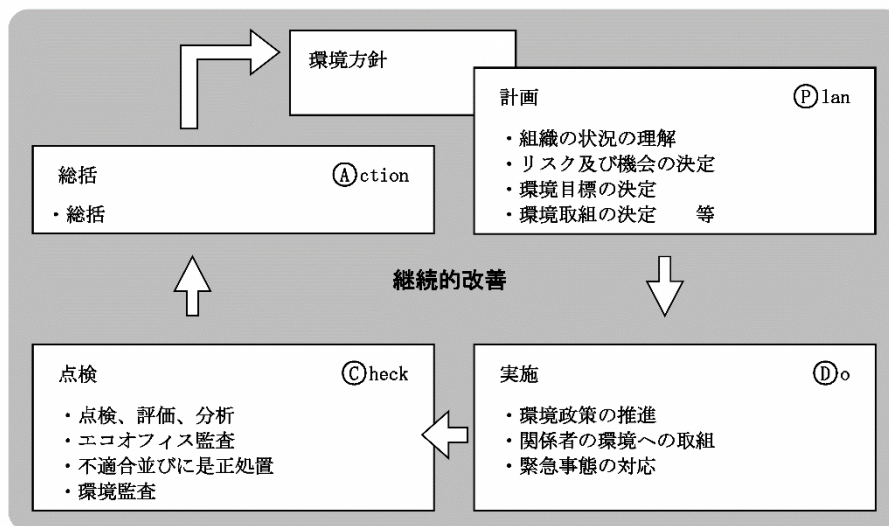 環境方針
計画 Ⓟlan
・組織の状況の理解
・リスク及び機会の決定
・環境目標の決定
・環境取組の決定　等
総括 Ⓐction
・総括
継続的改善
点検 Ⓒheck
・点検、評価、分析
・エコオフィス監査
・不適合並びに是正処置
・環境監査
実施 Ⓓo
・環境政策の推進
・関係者の環境への取組
・緊急事態の対応